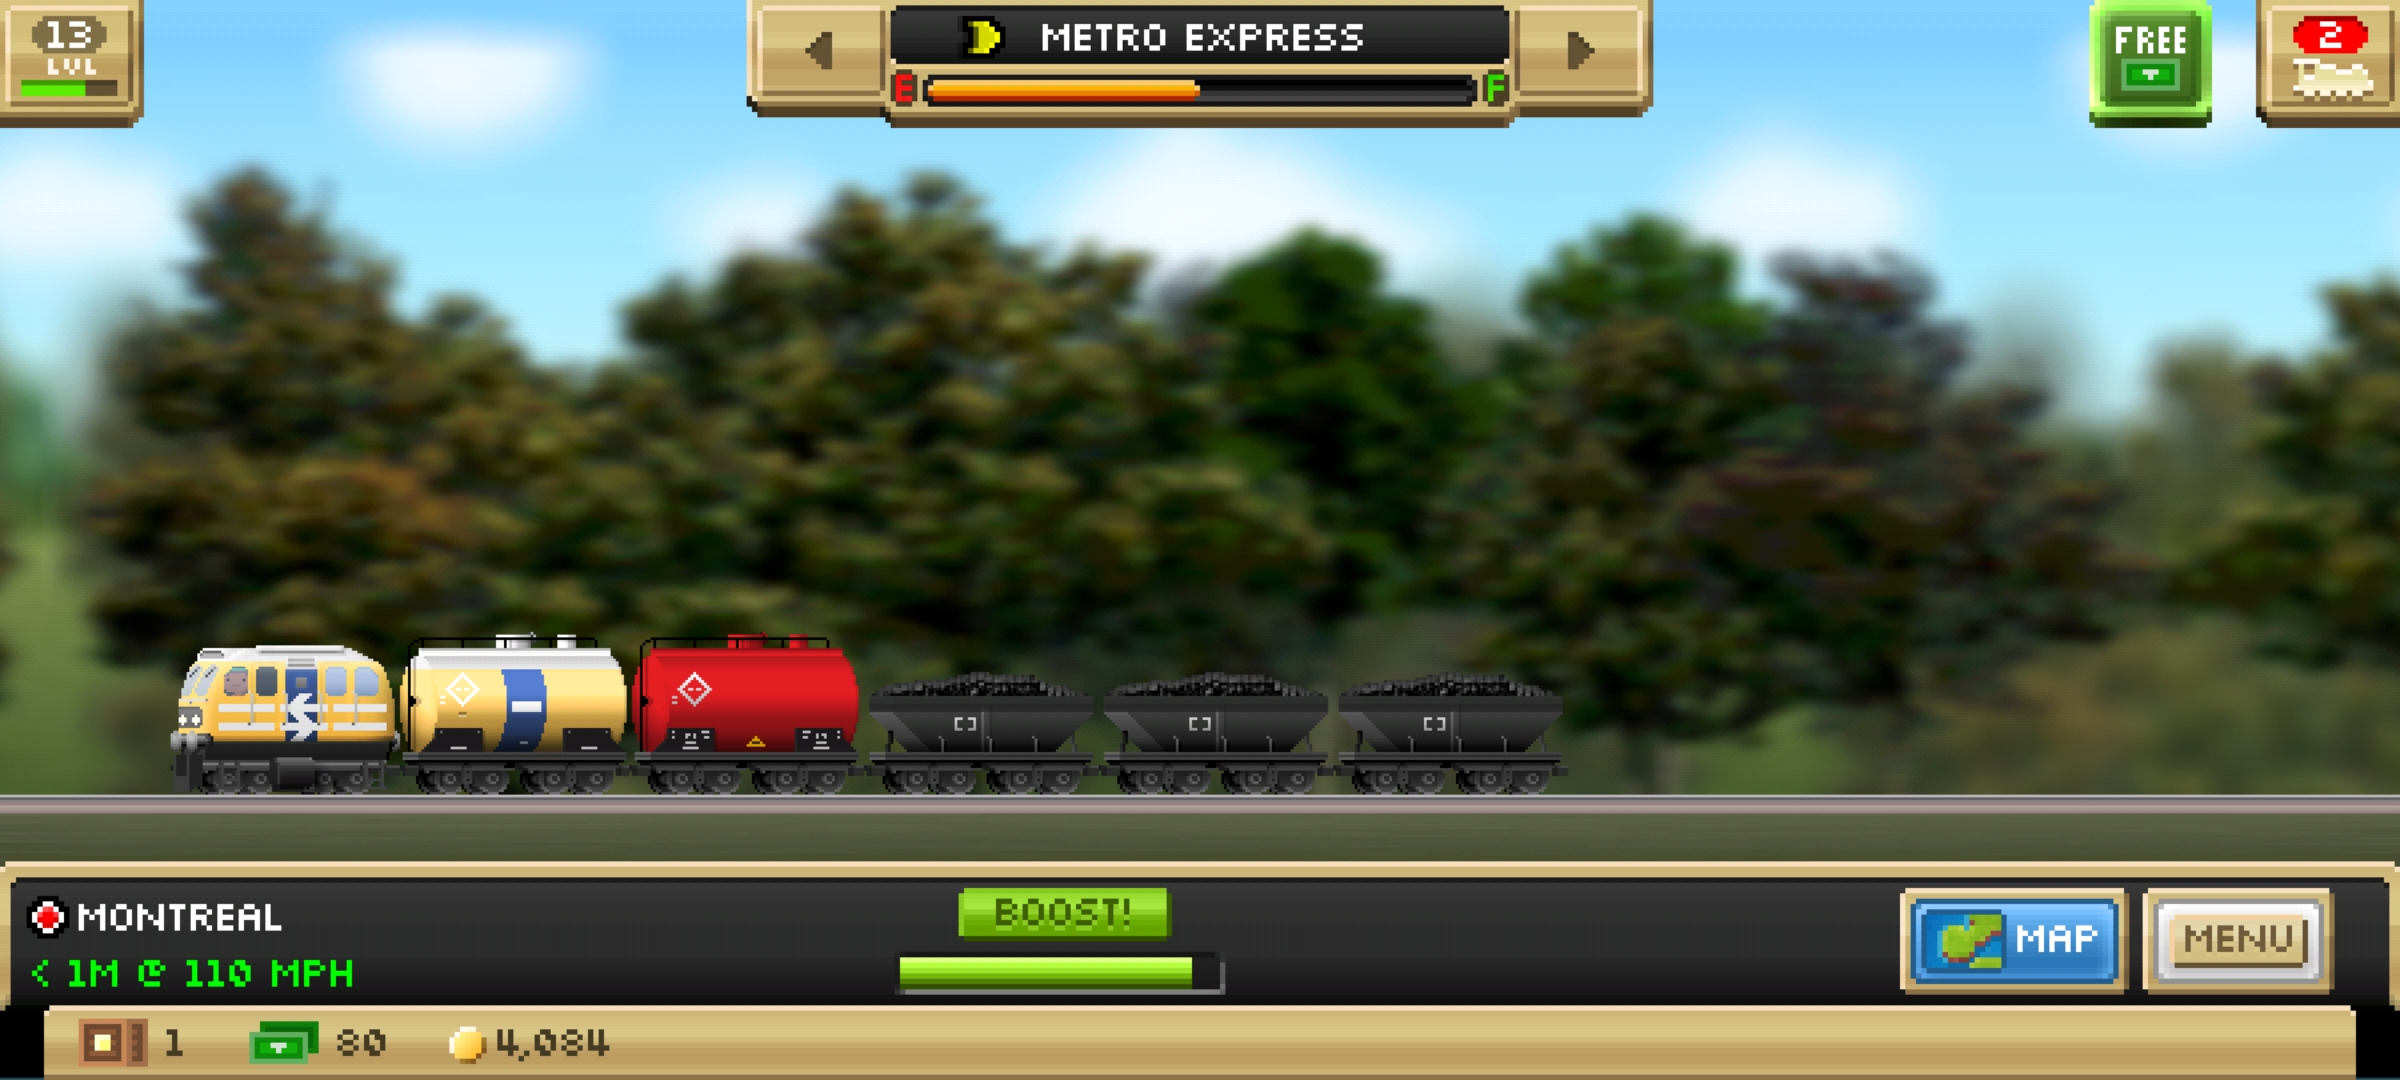 13
LVL
METRO EXPRESS
E F
FREE
2
MONTREAL
< 1M @ 110 MPH
BOOST!
MAP
MENU
1 80 4,084